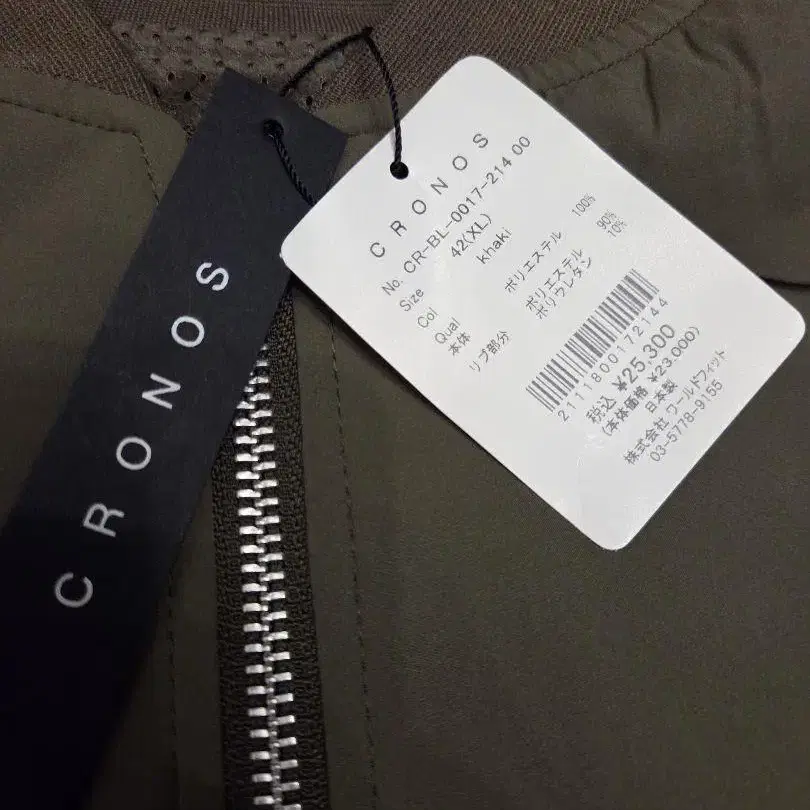 CRONOS
CRONOS
No. CR-BL-0017-214 00
Size 42(XL)
Col khaki
Qual
本体 ポリエステル 100%
リブ部分 ポリエステル 90%
ポリウレタン 10%
2111800172144
税込 ¥25,300
(本体価格 ¥23,000)
日本製
株式会社 ワールドフィット
03-5778-9155